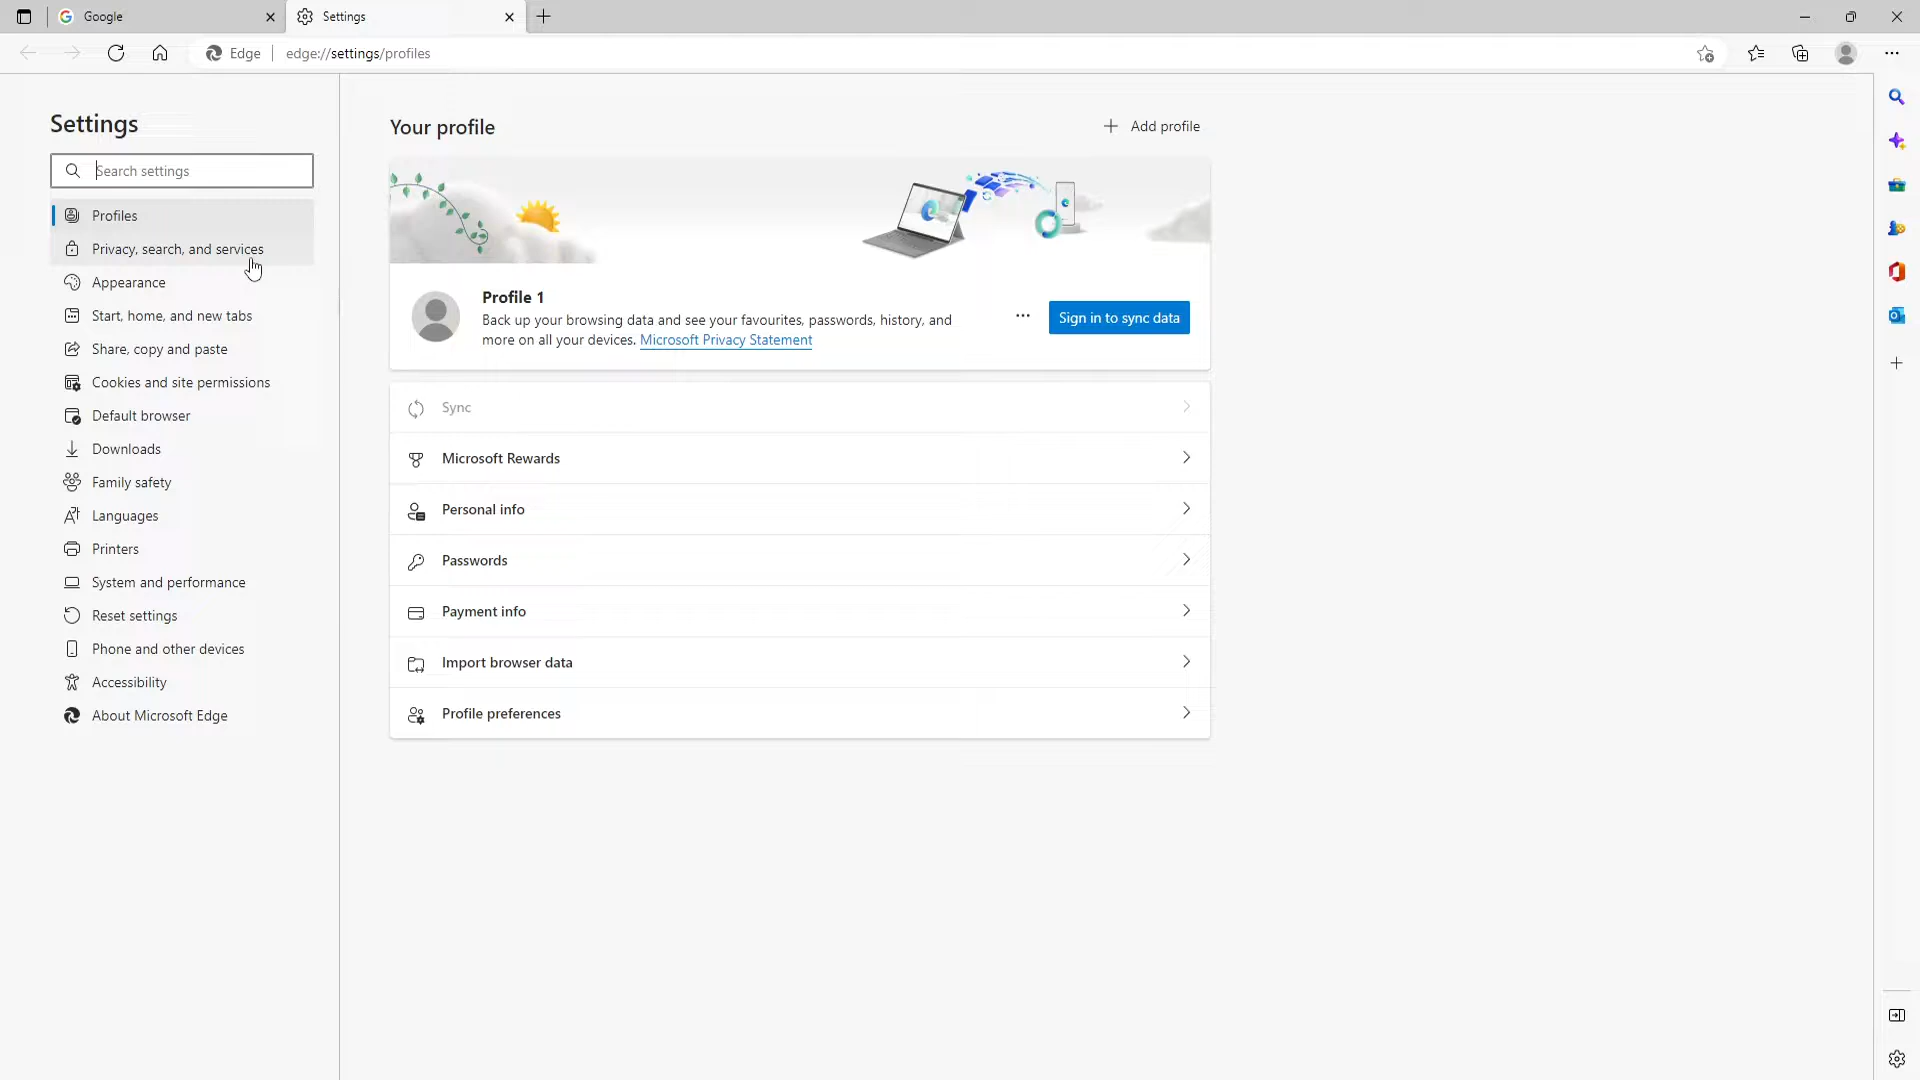 Google
Settings
Edge
edge://settings/profiles
Settings
Search settings
Profiles
Privacy, search, and services
Appearance
Start, home, and new tabs
Share, copy and paste
Cookies and site permissions
Default browser
Downloads
Family safety
Languages
Printers
System and performance
Reset settings
Phone and other devices
Accessibility
About Microsoft Edge
Your profile
Add profile
Profile 1
Back up your browsing data and see your favourites, passwords, history, and
more on all your devices. Microsoft Privacy Statement
Sign in to sync data
Sync
Microsoft Rewards
Personal info
Passwords
Payment info
Import browser data
Profile preferences